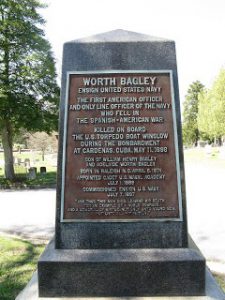 WORTH BAGLEY
ENSIGN UNITED STATES NAVY
THE FIRST AMERICAN OFFICER
AND ONLY LINE OFFICER OF THE NAVY
WHO FELL IN
THE SPANISH-AMERICAN WAR
KILLED ON BOARD
THE U.S. TORPEDO BOAT WINSLOW
DURING THE BOMBARDMENT
AT CARDENAS, CUBA, MAY 11, 1898
SON OF WILLIAM HENRY BAGLEY
AND ADELAIDE WORTH BAGLEY
BORN IN RALEIGH N.C. APRIL 6, 1874
APPOINTED CADET U.S. NAVAL ACADEMY
COMMISSIONED ENSIGN U.S. NAVY
JULY 1, 1897